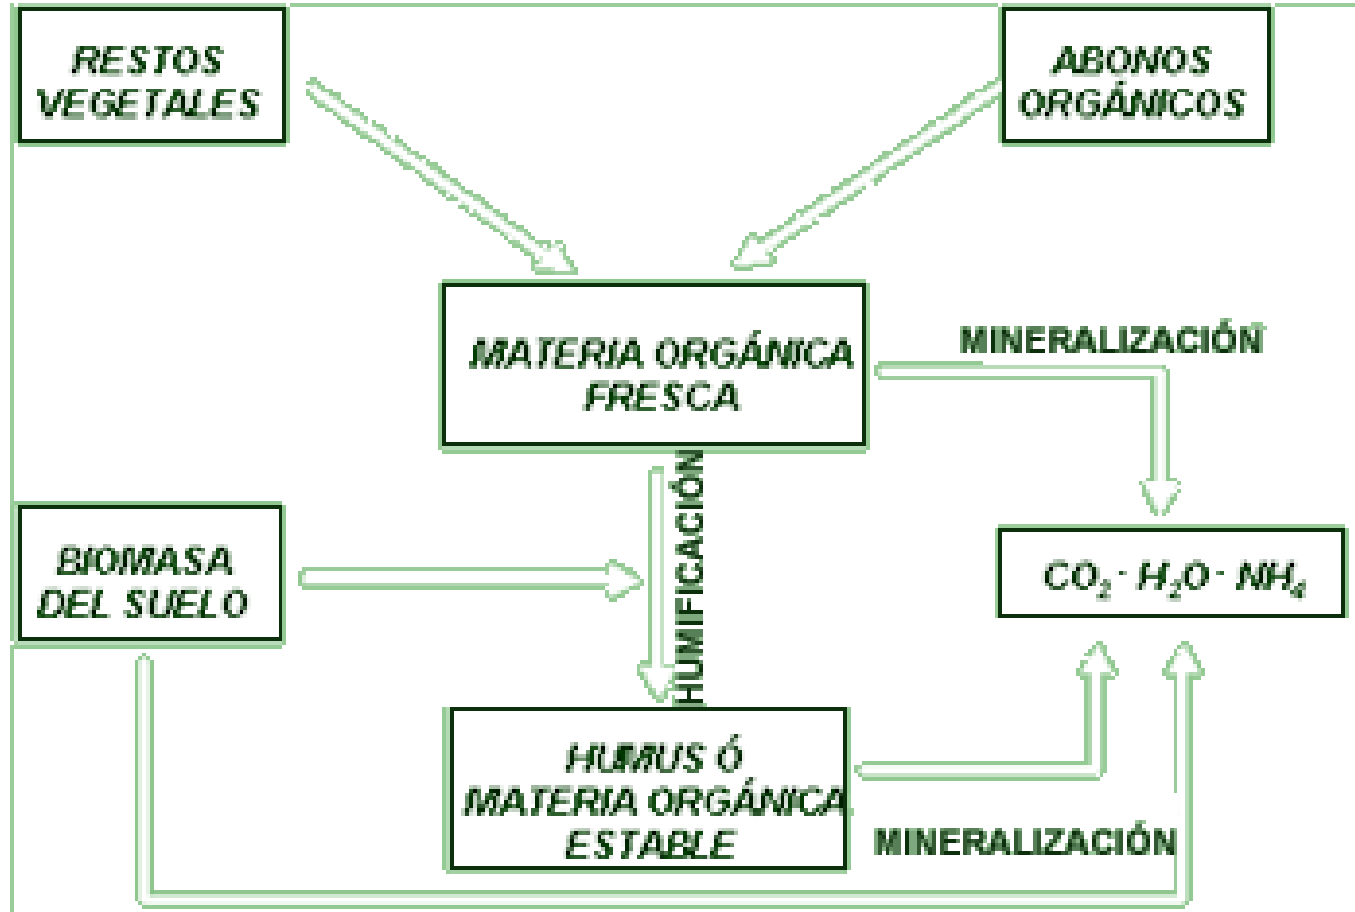 RESTOS
VEGETALES
ABONOS
ORGÁNICOS
MATERIA ORGÁNICA
FRESCA
MINERALIZACIÓN
HUMIFICACIÓN
BIOMASA
DEL SUELO
CO₂ · H₂O · NH₄
HUMUS Ó
MATERIA ORGÁNICA
ESTABLE
MINERALIZACIÓN